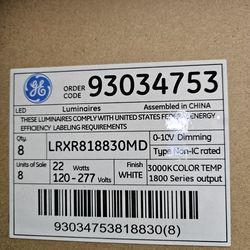 GE
ORDER CODE 93034753
LED Luminaires Assembled in CHINA
THESE LUMINAIRES COMPLY WITH UNITED STATES FEDERAL ENERGY
EFFICIENCY LABELING REQUIREMENTS
Qty
8
LRXR818830MD
0-10V Dimming
Type Non-IC rated
Units of Sale
8
22 Watts
120 - 277 Volts
Finish
WHITE
3000K COLOR TEMP
1800 Series output
93034753818830(8)